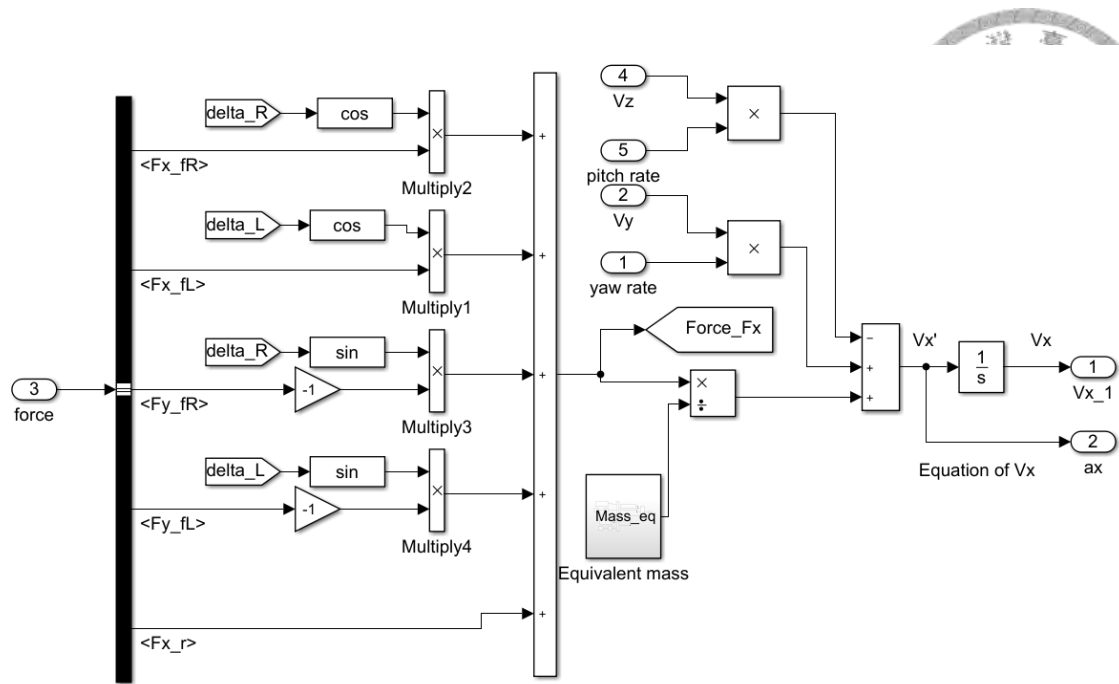 delta_R
cos
×
<Fx_fR>
Multiply2
+
delta_L
cos
×
<Fx_fL>
Multiply1
+
delta_R
sin
×
3
force
<Fy_fR>
-1
Multiply3
+
delta_L
sin
×
<Fy_fL>
-1
Multiply4
+
<Fx_r>
+
4
Vz
×
5
pitch rate
2
Vy
×
1
yaw rate
Force_Fx
×
÷
Mass_eq
Equivalent mass
−
+
+
Vx'
1
s
Vx
1
Vx_1
2
ax
Equation of Vx